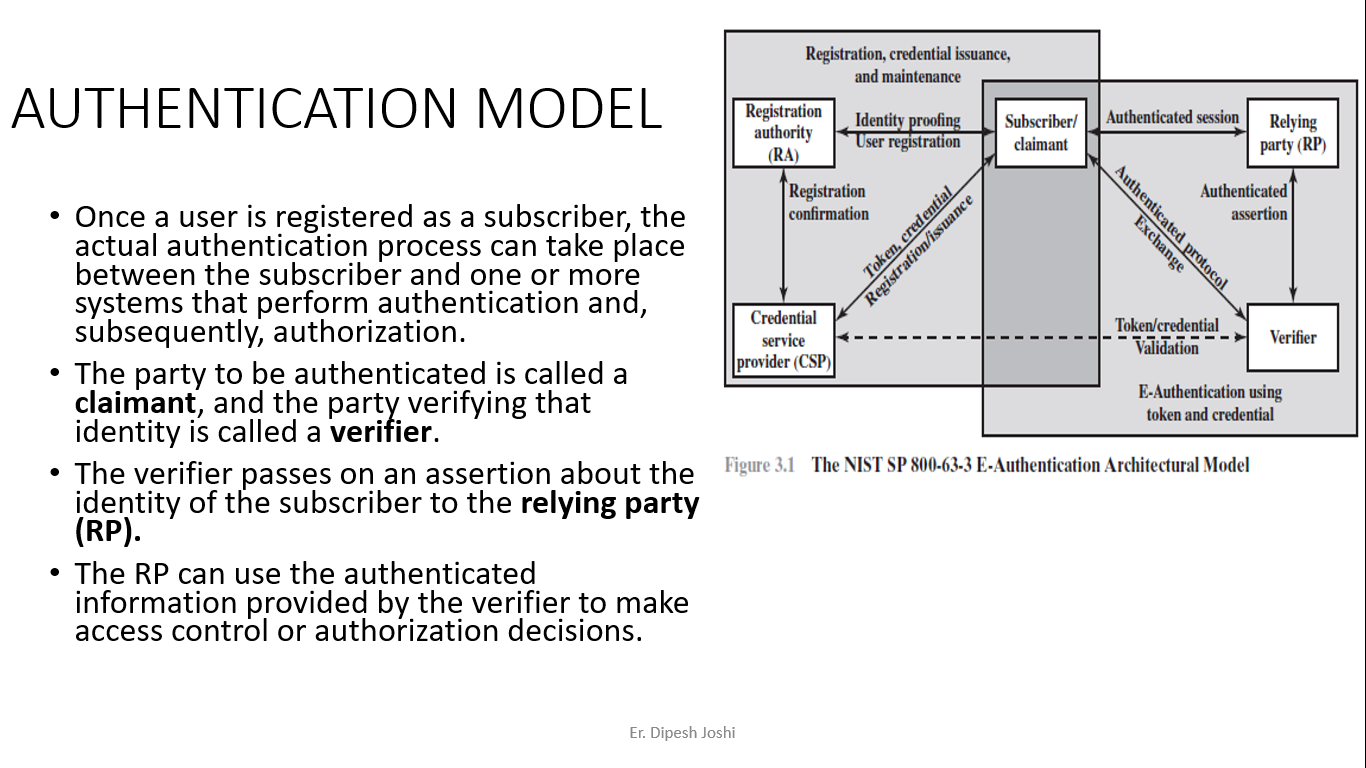 AUTHENTICATION MODEL
• Once a user is registered as a subscriber, the
actual authentication process can take place
between the subscriber and one or more
systems that perform authentication and,
subsequently, authorization.
• The party to be authenticated is called a
claimant, and the party verifying that
identity is called a verifier.
• The verifier passes on an assertion about the
identity of the subscriber to the relying party
(RP).
• The RP can use the authenticated
information provided by the verifier to make
access control or authorization decisions.
Registration, credential issuance,
and maintenance
Registration
authority
(RA)
Identity proofing
User registration
Subscriber/
claimant
Authenticated session
Relying
party (RP)
Registration
confirmation
Token, credential
Registration/issuance
Authenticated protocol
Exchange
Authenticated
assertion
Credential
service
provider (CSP)
Token/credential
Validation
Verifier
E-Authentication using
token and credential
Figure 3.1 The NIST SP 800-63-3 E-Authentication Architectural Model
Er. Dipesh Joshi